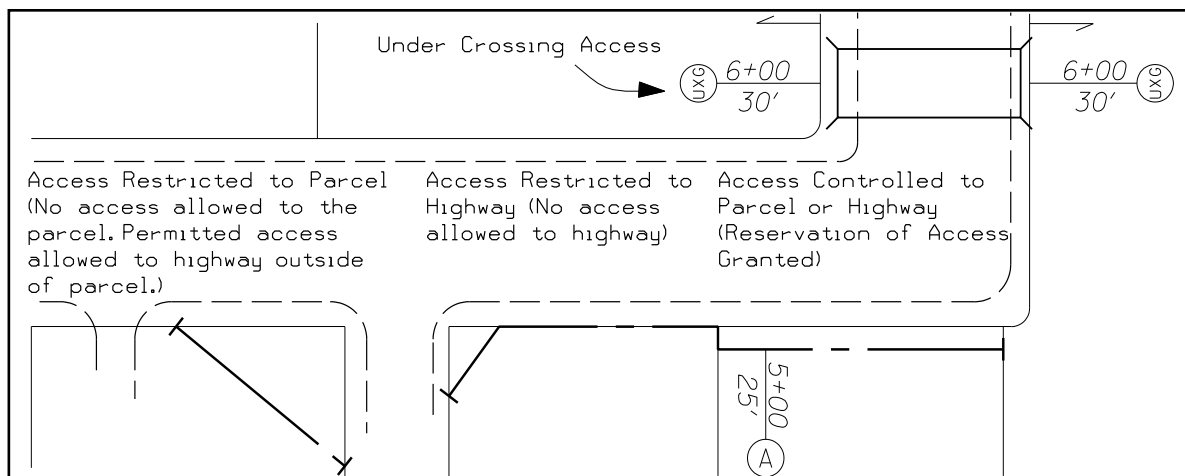 Under Crossing Access
UXG
6+00
30'
6+00
30'
UXG
Access Restricted to Parcel
(No access allowed to the
parcel. Permitted access
allowed to highway outside
of parcel.)
Access Restricted to
Highway (No access
allowed to highway)
Access Controlled to
Parcel or Highway
(Reservation of Access
Granted)
5+00
25'
A